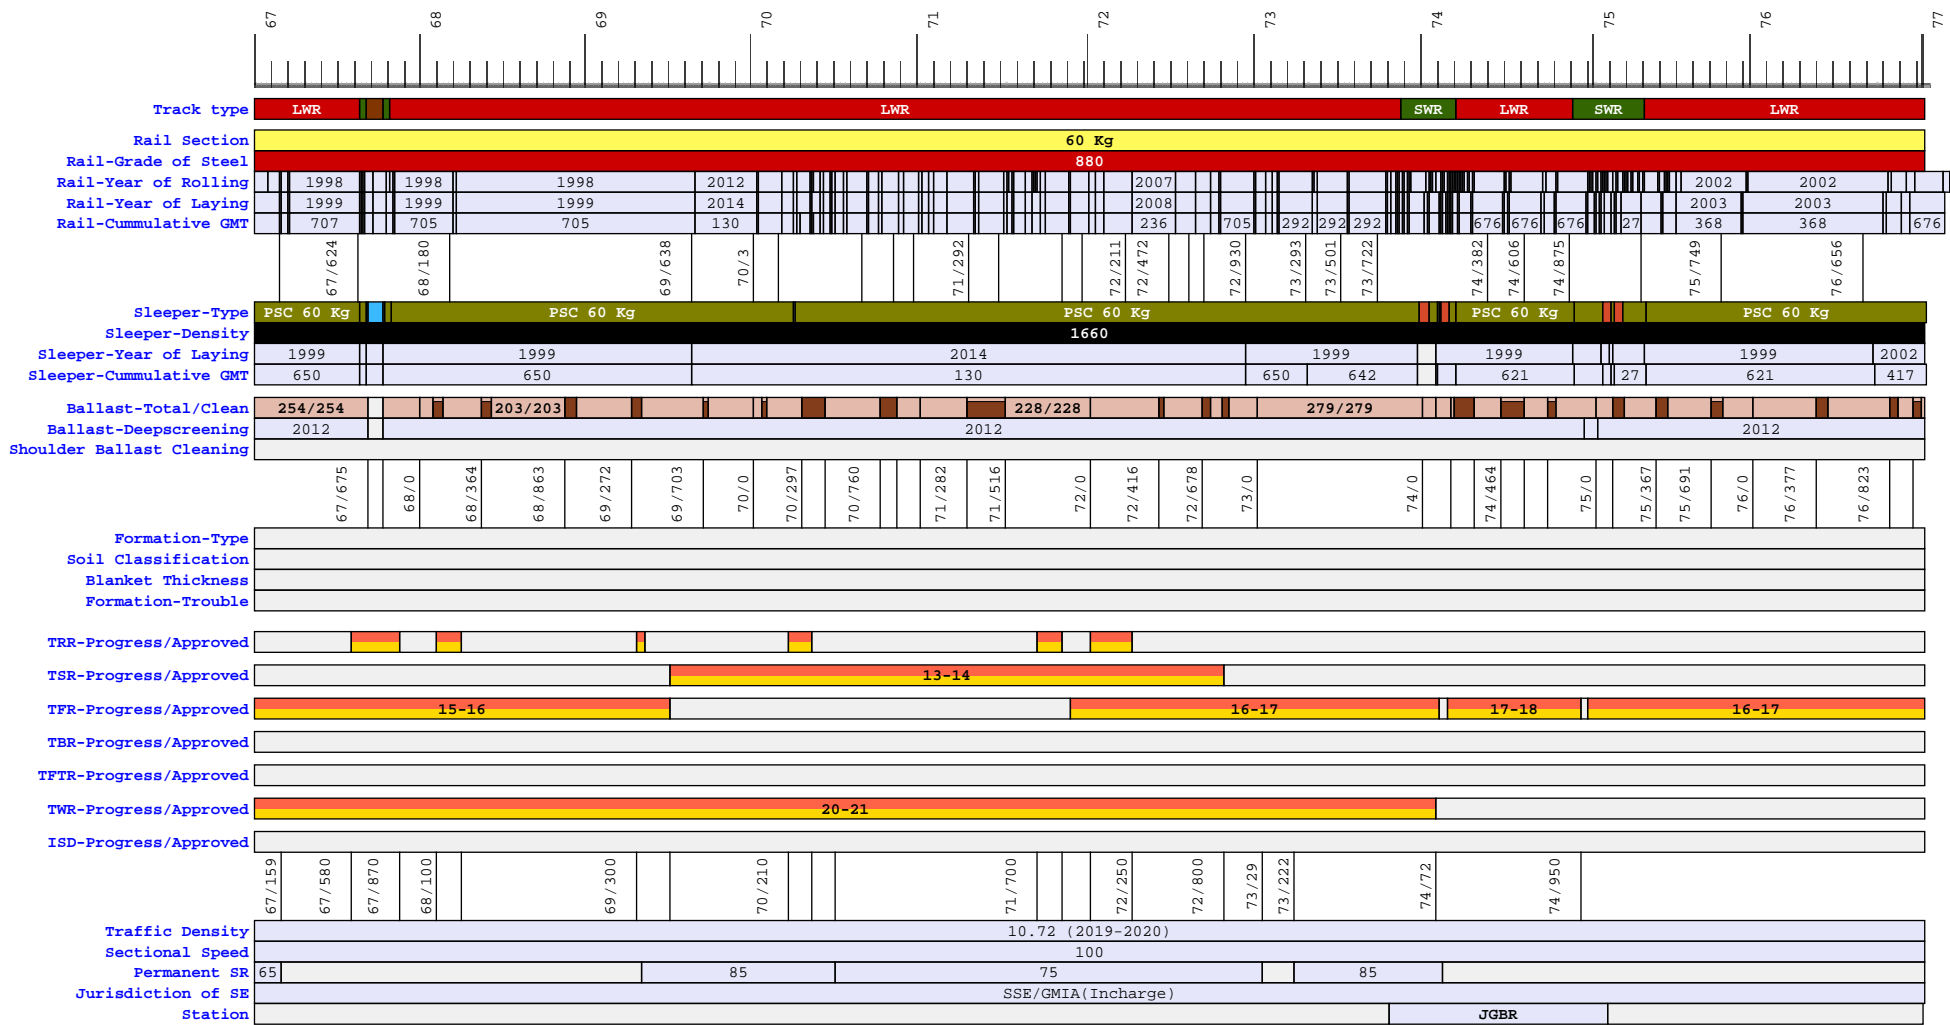 67 68 69 70 71 72 73 74 75 76 77
Track type LWR LWR SWR LWR SWR LWR
Rail Section 60 Kg
Rail-Grade of Steel 880
Rail-Year of Rolling 1998 1998 1998 2012 2007 2002 2002
Rail-Year of Laying 1999 1999 1999 2014 2008 2003 2003
Rail-Cummulative GMT 707 705 705 130 236 705 292 292 292 676 676 676 27 368 368 676
67/624 68/180 69/638 70/3 71/292 72/211 72/472 72/930 73/293 73/501 73/722 74/382 74/606 74/875 75/749 76/656
Sleeper-Type PSC 60 Kg PSC 60 Kg PSC 60 Kg PSC 60 Kg PSC 60 Kg
Sleeper-Density 1660
Sleeper-Year of Laying 1999 1999 2014 1999 1999 1999 2002
Sleeper-Cummulative GMT 650 650 130 650 642 621 27 621 417
Ballast-Total/Clean 254/254 203/203 228/228 279/279
Ballast-Deepscreening 2012 2012 2012
Shoulder Ballast Cleaning
67/675 68/0 68/364 68/863 69/272 69/703 70/0 70/297 70/760 71/282 71/516 72/0 72/416 72/678 73/0 74/0 74/464 75/0 75/367 75/691 76/0 76/377 76/823
Formation-Type
Soil Classification
Blanket Thickness
Formation-Trouble
TRR-Progress/Approved
TSR-Progress/Approved 13-14
TFR-Progress/Approved 15-16 16-17 17-18 16-17
TBR-Progress/Approved
TFTR-Progress/Approved
TWR-Progress/Approved 20-21
ISD-Progress/Approved
67/159 67/580 67/870 68/100 69/300 70/210 71/700 72/250 72/800 73/29 73/222 74/72 74/950
Traffic Density 10.72 (2019-2020)
Sectional Speed 100
Permanent SR 65 85 75 85
Jurisdiction of SE SSE/GMIA(Incharge)
Station JGBR